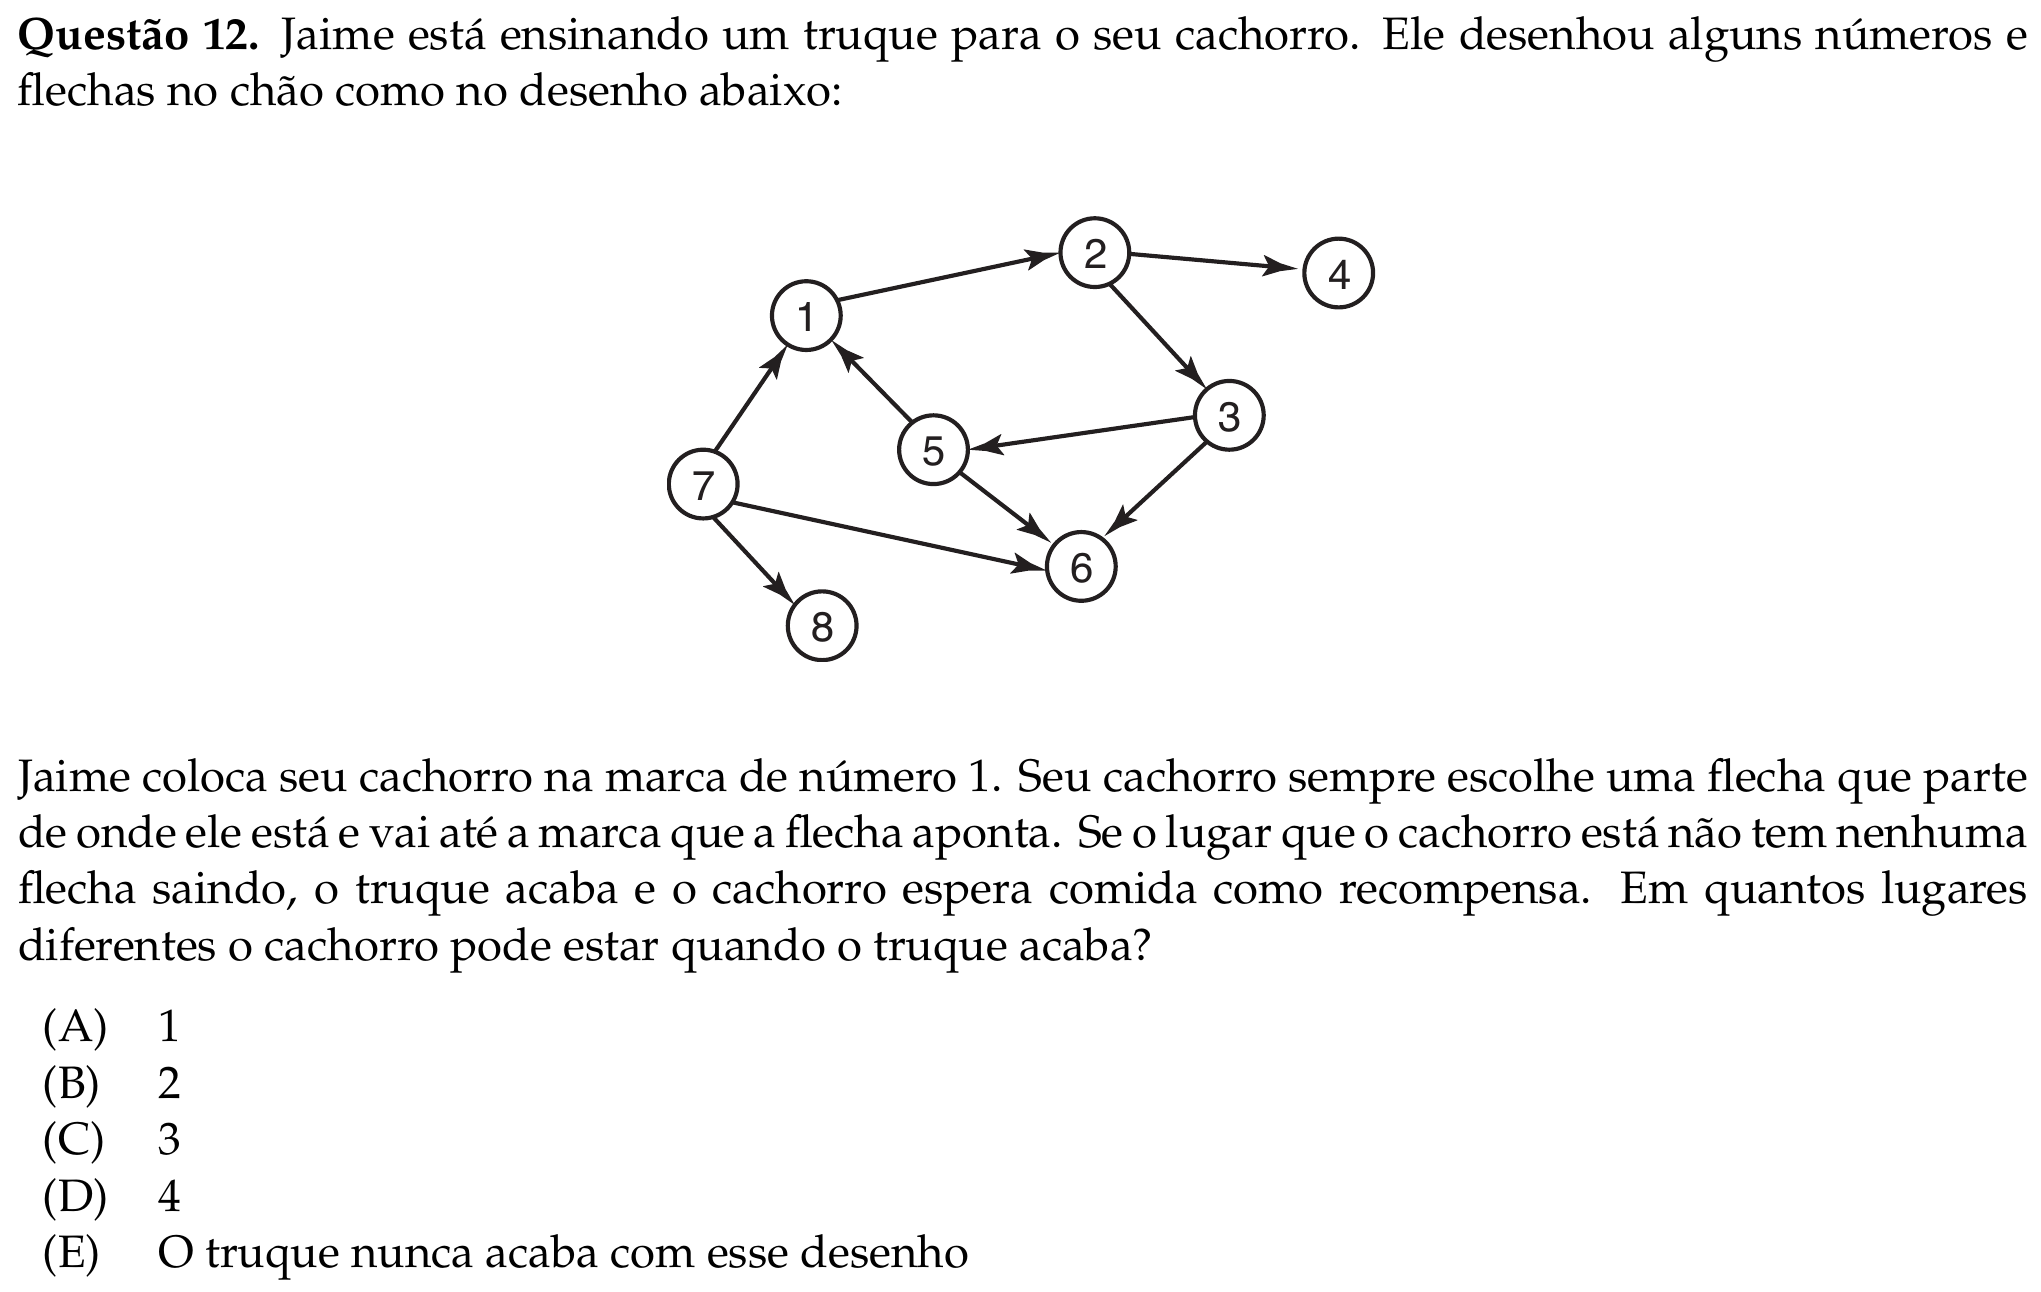 Questão 12. Jaime está ensinando um truque para o seu cachorro. Ele desenhou alguns números e
flechas no chão como no desenho abaixo:
2
4
1
3
5
7
6
8
Jaime coloca seu cachorro na marca de número 1. Seu cachorro sempre escolhe uma flecha que parte
de onde ele está e vai até a marca que a flecha aponta. Se o lugar que o cachorro está não tem nenhuma
flecha saindo, o truque acaba e o cachorro espera comida como recompensa. Em quantos lugares
diferentes o cachorro pode estar quando o truque acaba?
(A) 1
(B) 2
(C) 3
(D) 4
(E) O truque nunca acaba com esse desenho